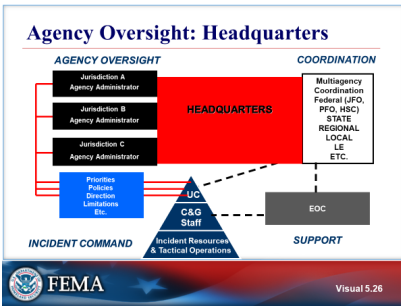 Agency Oversight: Headquarters
AGENCY OVERSIGHT
COORDINATION
Jurisdiction A
Agency Administrator
Jurisdiction B
Agency Administrator
Jurisdiction C
Agency Administrator
HEADQUARTERS
Multiagency
Coordination
Federal (JFO,
PFO, HSC)
STATE
REGIONAL
LOCAL
LE
ETC.
Priorities
Policies
Direction
Limitations
Etc.
UC
C&G
Staff
Incident Resources
& Tactical Operations
EOC
INCIDENT COMMAND
SUPPORT
FEMA
Visual 5.26